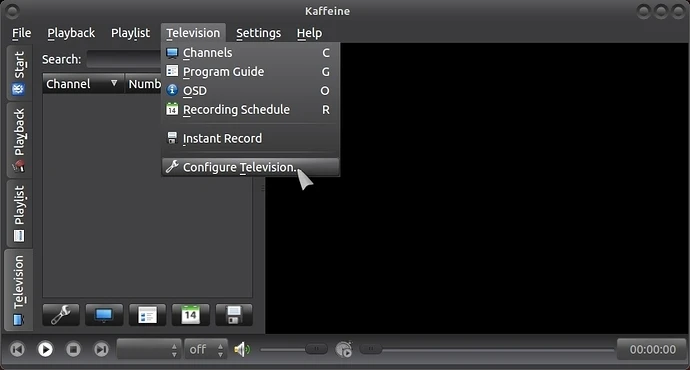 Kaffeine
File Playback Playlist Television Settings Help
Start
Playback
Playlist
Television
Search:
Channel Numb
Channels C
Program Guide G
OSD O
Recording Schedule R
14
Instant Record
Configure Television...
14
off 00:00:00